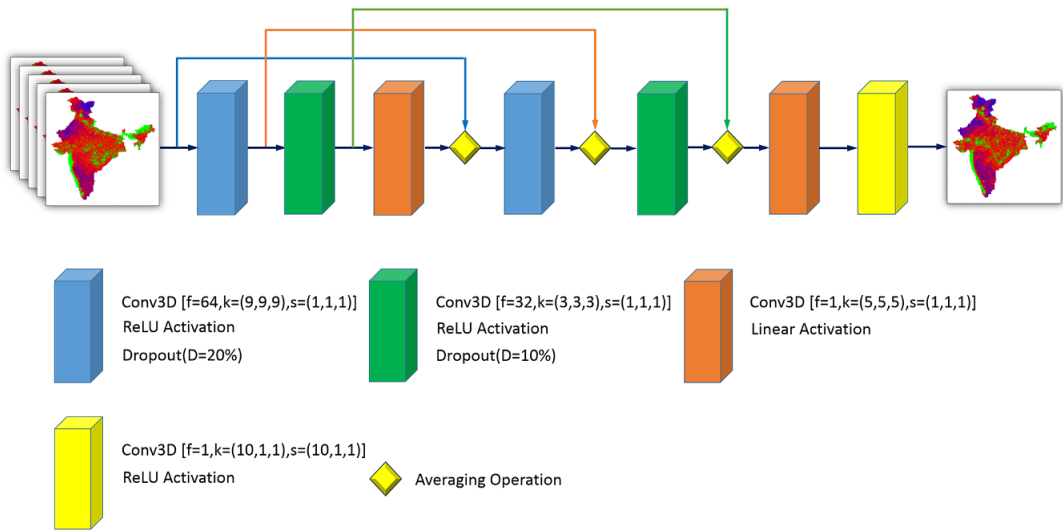 Conv3D [f=64,k=(9,9,9),s=(1,1,1)]
ReLU Activation
Dropout(D=20%)
Conv3D [f=32,k=(3,3,3),s=(1,1,1)]
ReLU Activation
Dropout(D=10%)
Conv3D [f=1,k=(5,5,5),s=(1,1,1)]
Linear Activation
Conv3D [f=1,k=(10,1,1),s=(10,1,1)]
ReLU Activation
Averaging Operation